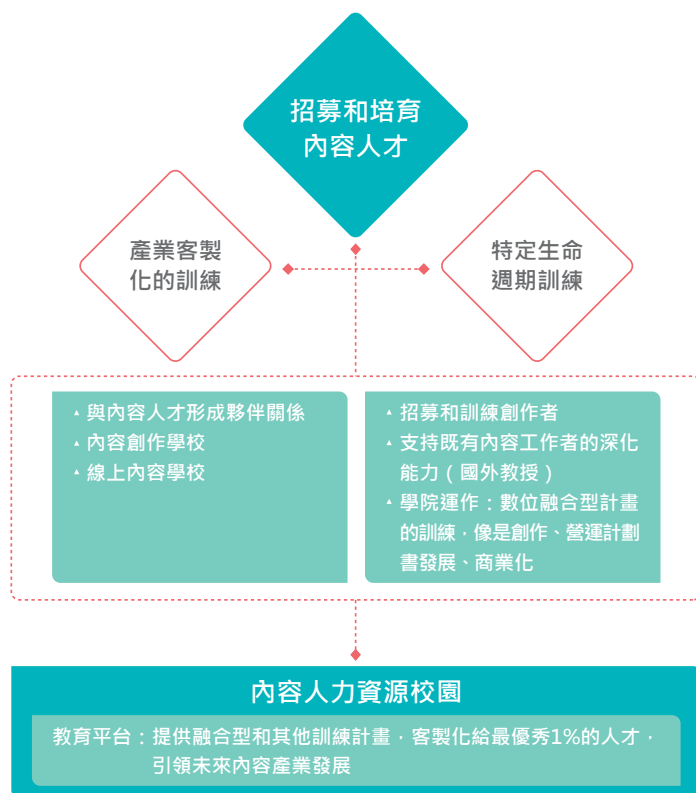 招募和培育
內容人才
產業客製
化的訓練
特定生命
週期訓練
▲ 與內容人才形成夥伴關係
▲ 內容創作學校
▲ 線上內容學校
▲ 招募和訓練創作者
▲ 支持既有內容工作者的深化
能力（國外教授）
▲ 學院運作：數位融合型計畫
的訓練，像是創作、營運計劃
書發展、商業化
內容人力資源校園
教育平台：提供融合型和其他訓練計畫，客製化給最優秀1%的人才，
引領未來內容產業發展